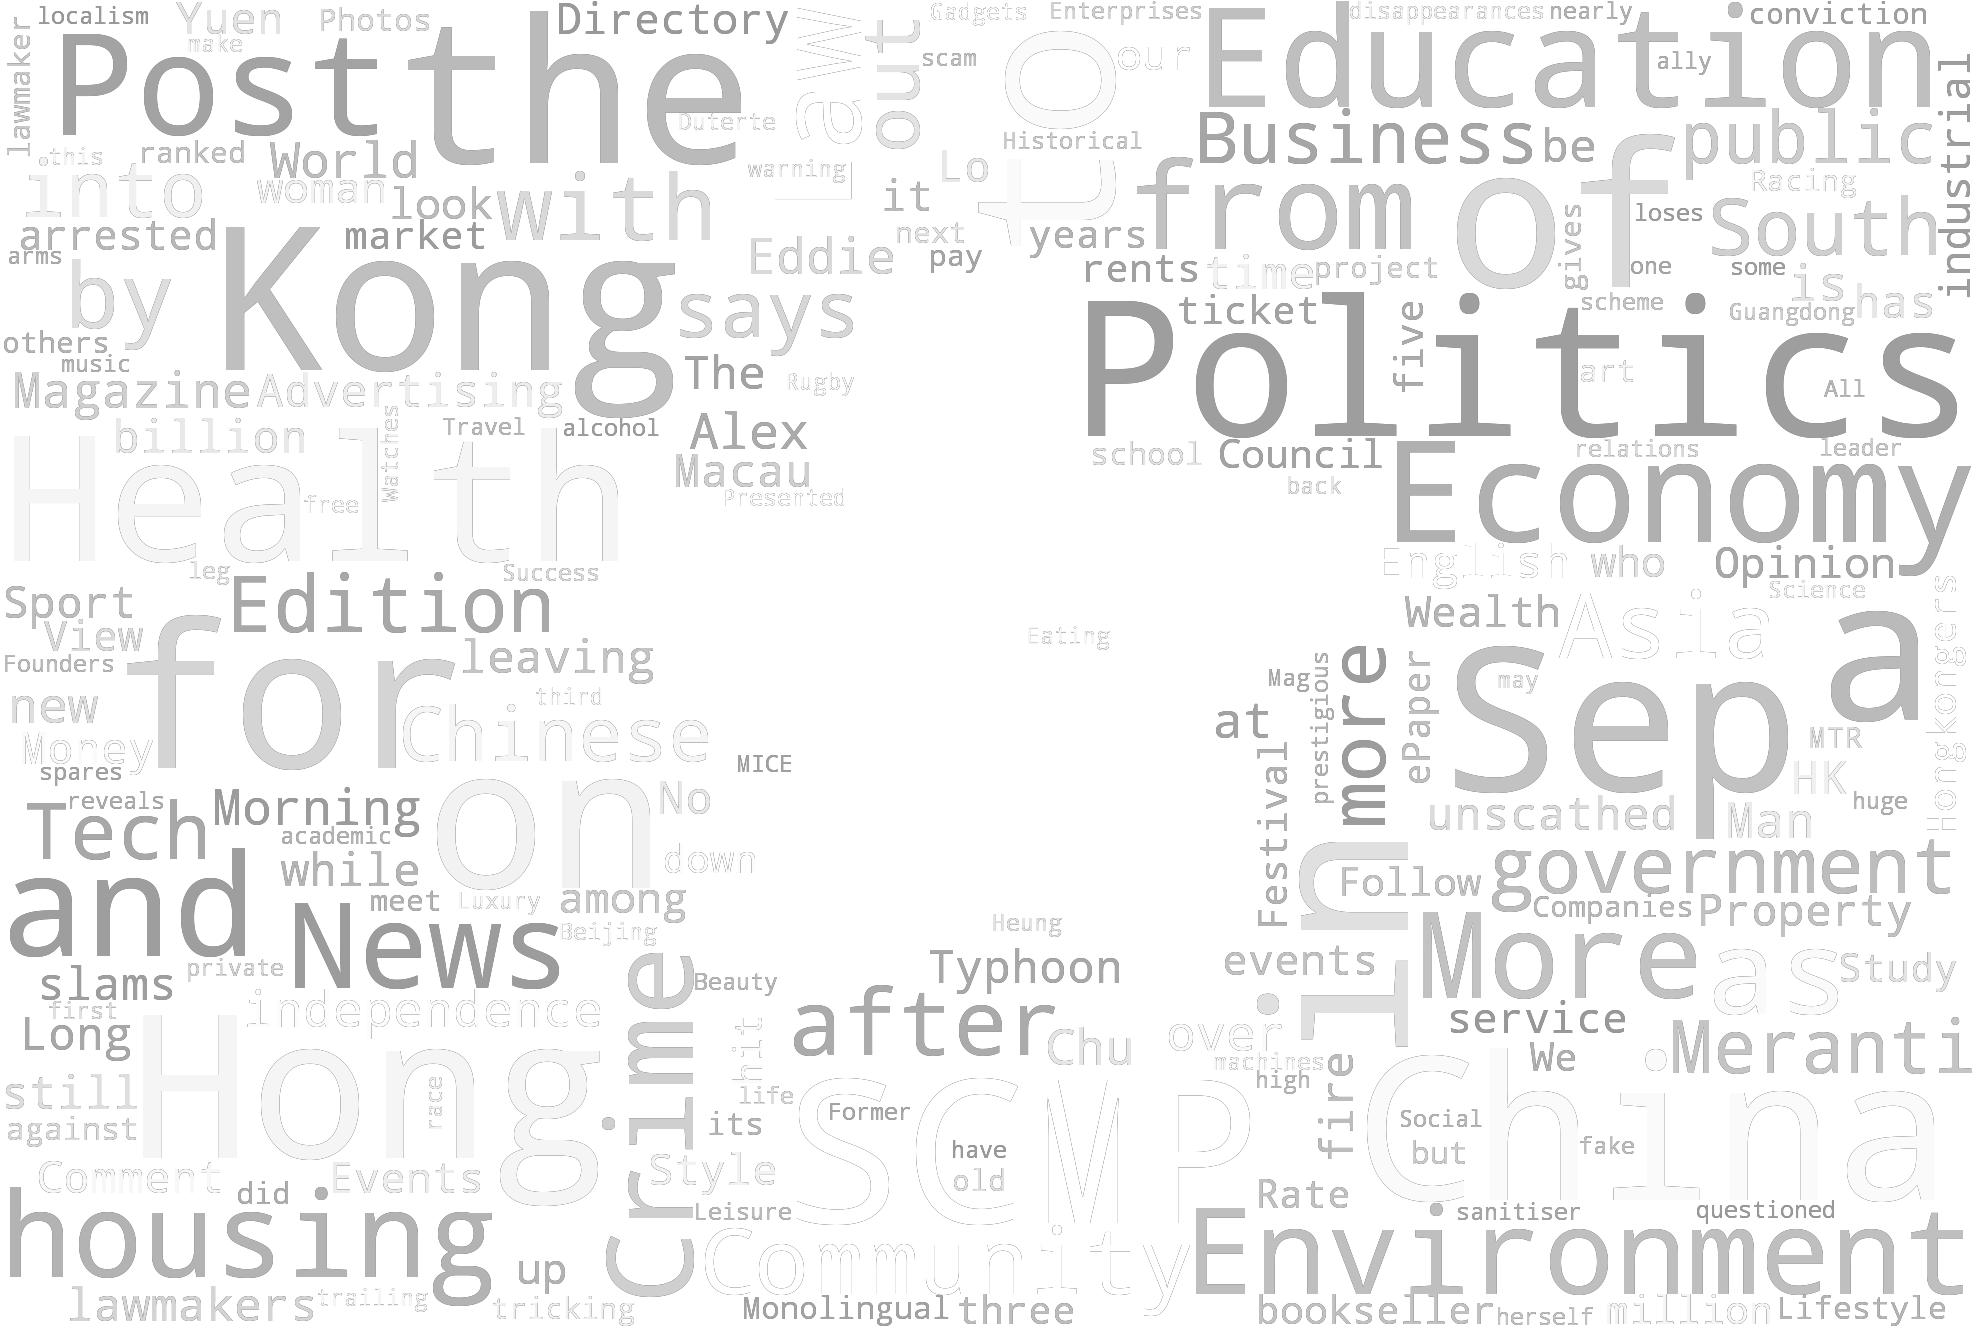 localism Yuen Photos Directory Law out Gadgets Enterprises disappearances nearly conviction
lawmaker make Post the scam to our Education ally industrial
Duterte Historical Business be public
this ranked World warning Lo from of Racing
into woman look with it years gives loses South
arrested market Eddie next pay rents time project one some is has
arms by Kong says ticket five scheme Guangdong
others music The Rugby Politics art All
Magazine Advertising Alex
billion Watches Travel alcohol Macau school Council relations leader
Health free Presented back Economy
leg Success English who Opinion
Sport Edition Wealth Asia Science Hongkongers
View Eating
Founders for leaving Mag prestigious more ePaper Sep may a
new third at
Money Chinese MICE Festival MTR
spares HK
reveals Morning on No unscathed Man huge
Tech academic
while down in Follow government
and meet Luxury among Companies Property
News Beijing Heung More
slams private Crime Beauty Typhoon events as Study
first independence after service
Long hit Chu over We Meranti
still Hong race life machines high fire China
against its SCMP Former Social
have but fake
Comment Events Style old Rate
did Leisure sanitiser questioned
housing up Community Environment
lawmakers trailing tricking Monolingual three bookseller herself million Lifestyle